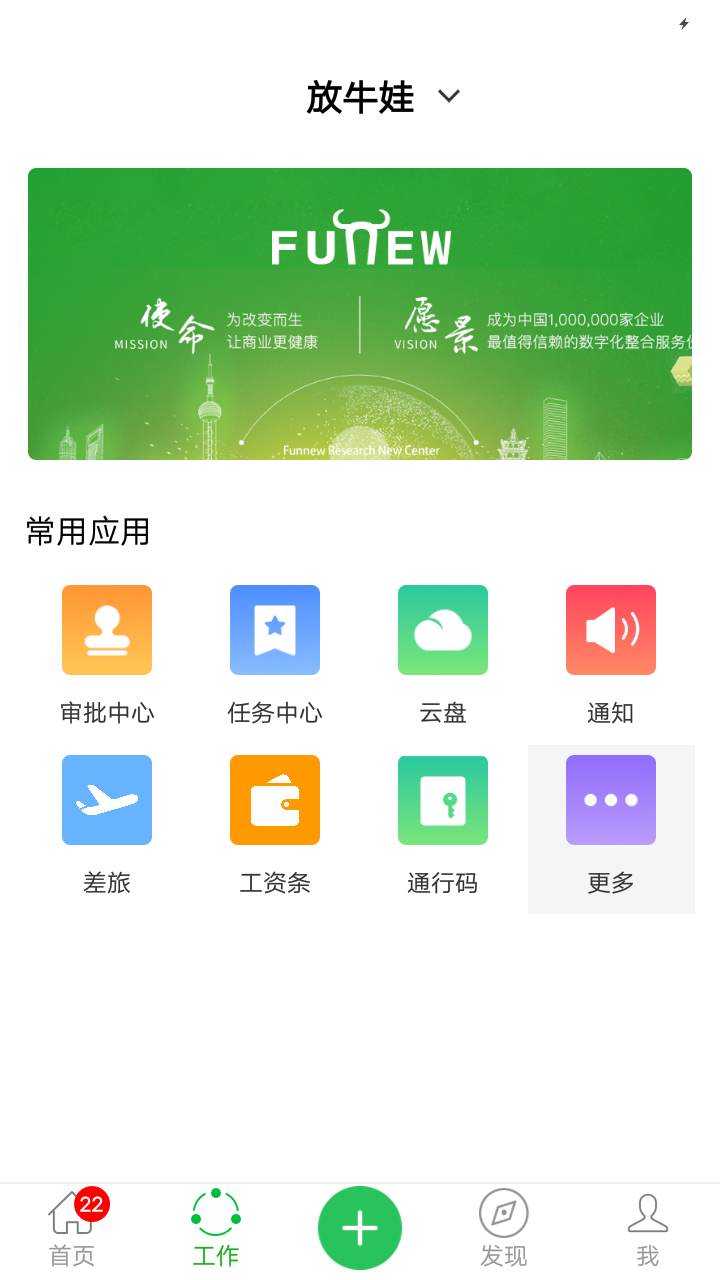 放牛娃
FUNEW
使命
MISSION
为改变而生
让商业更健康
愿景
VISION
成为中国1,000,000家企业
最值得信赖的数字化整合服务
Funnew Research New Center
常用应用
审批中心
任务中心
云盘
通知
差旅
工资条
通行码
更多
22
首页
工作
发现
我